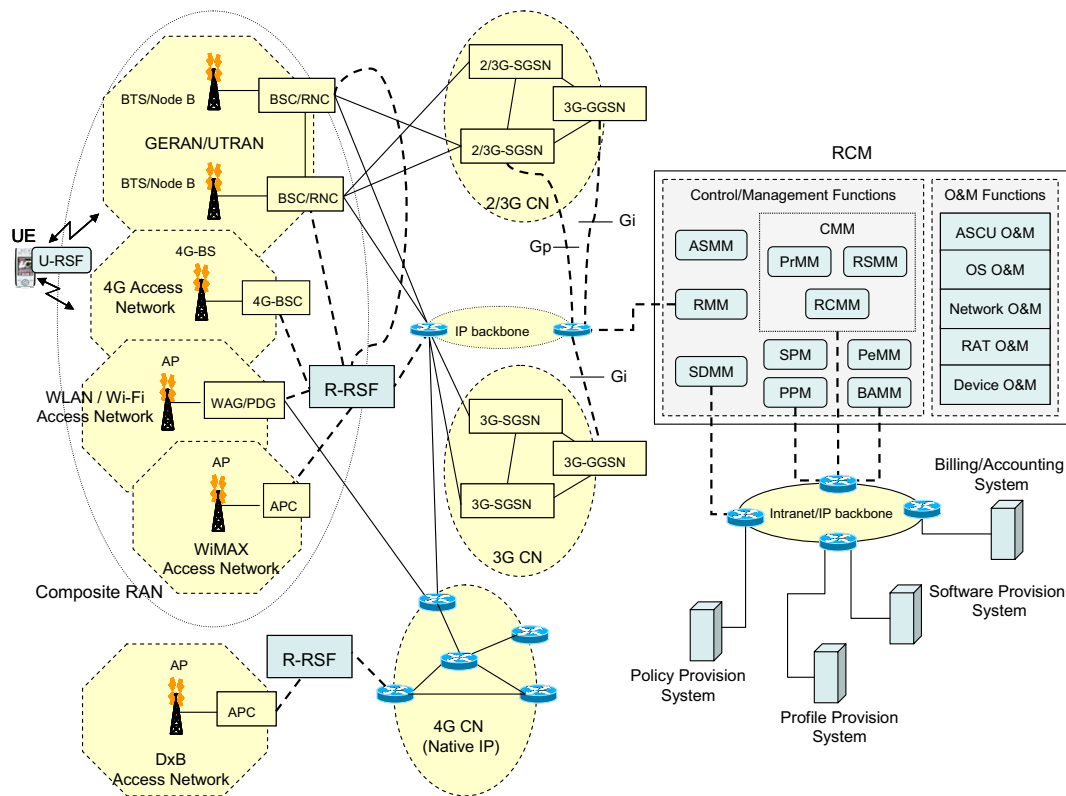 BTS/Node B
BSC/RNC
GERAN/UTRAN
BTS/Node B
BSC/RNC
UE
U-RSF
4G-BS
4G Access
Network
4G-BSC
AP
WLAN / Wi-Fi
Access Network
WAG/PDG
R-RSF
AP
APC
WiMAX
Access Network
Composite RAN
AP
APC
R-RSF
DxB
Access Network
2/3G-SGSN
3G-GGSN
2/3G-SGSN
2/3G CN
Gi
Gp
IP backbone
Gi
3G-SGSN
3G-GGSN
3G-SGSN
3G CN
4G CN
(Native IP)
RCM
Control/Management Functions
CMM
ASMM
PrMM
RSMM
RMM
RCMM
SDMM
SPM
PeMM
PPM
BAMM
O&M Functions
ASCU O&M
OS O&M
Network O&M
RAT O&M
Device O&M
Intranet/IP backbone
Billing/Accounting
System
Software Provision
System
Policy Provision
System
Profile Provision
System